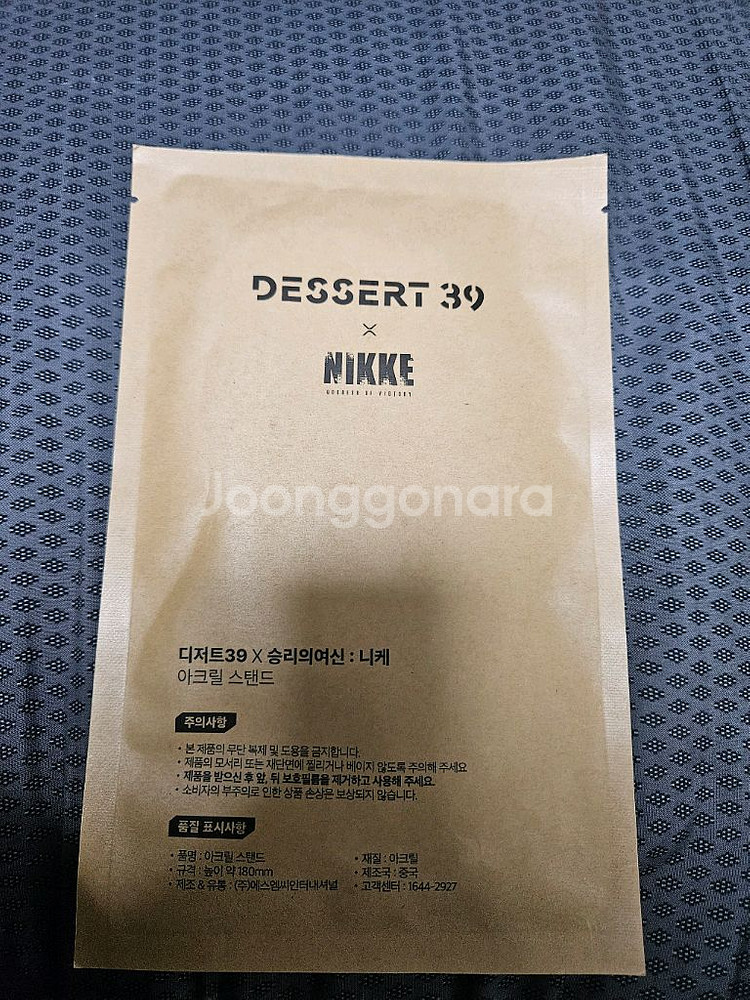 DESSERT 39
X
NIKKE
GODDESS OF VICTORY
Joonggonara
디저트39 X 승리의여신 : 니케
아크릴 스탠드
주의사항
• 본 제품의 무단 복제 및 도용을 금지합니다.
• 제품의 모서리 또는 재단면에 찔리거나 베이지 않도록 주의해 주세요
• 제품을 받으신 후 앞, 뒤 보호필름을 제거하고 사용해 주세요.
• 소비자의 부주의로 인한 상품 손상은 보상되지 않습니다.
품질 표시사항
• 품명 : 아크릴 스탠드
• 규격 : 높이 약 180mm
• 제조 & 유통 : (주)에스엠씨인터내셔널
• 재질 : 아크릴
• 제조국 : 중국
• 고객센터 : 1644-2927